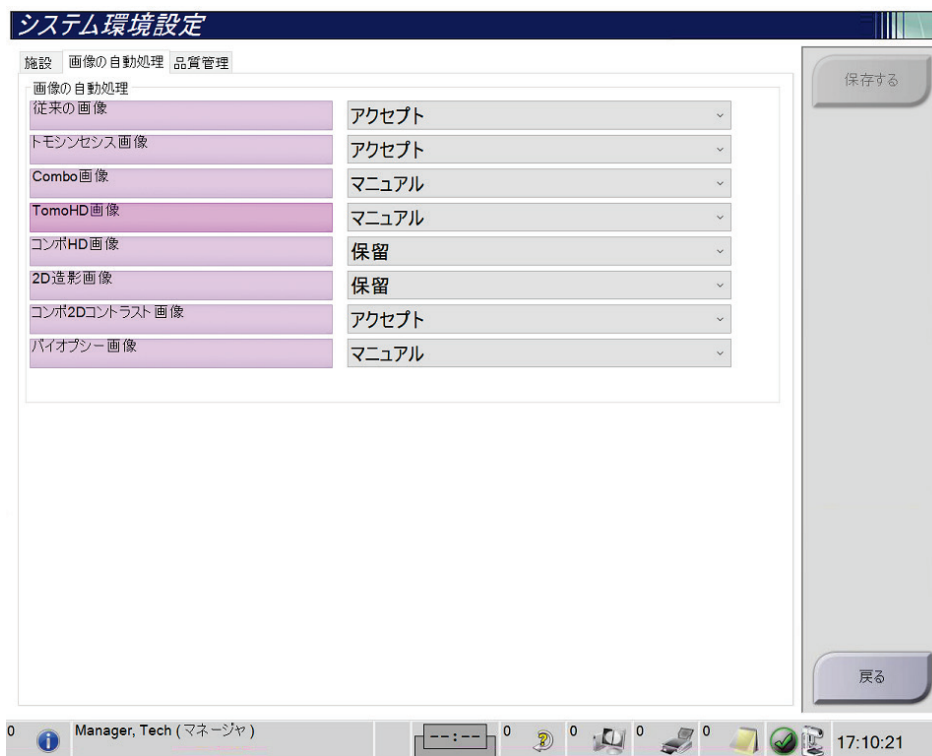 システム環境設定
施設 画像の自動処理 品質管理
保存する
画像の自動処理
従来の画像 アクセプト
トモシンセシス画像 アクセプト
Combo画像 マニュアル
TomoHD画像 マニュアル
コンボHD画像 保留
2D造影画像 保留
コンボ2Dコントラスト画像 アクセプト
バイオプシー画像 マニュアル
戻る
0 Manager, Tech (マネージャ) --:-- 0 0 0 0 17:10:21